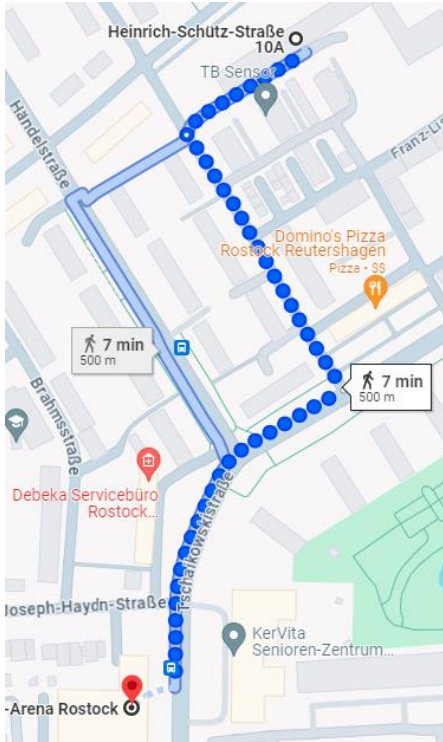 Heinrich-Schütz-Straße
10A
TB Sensor
Händelstraße
Franz-Lis
Domino's Pizza
Rostock Reutershagen
Pizza • $$
7 min
500 m
7 min
500 m
Brahmsstraße
Debeka Servicebüro
Rostock...
Tschaikowskistraße
Joseph-Haydn-Straße
KerVita
Senioren-Zentrum...
-Arena Rostock